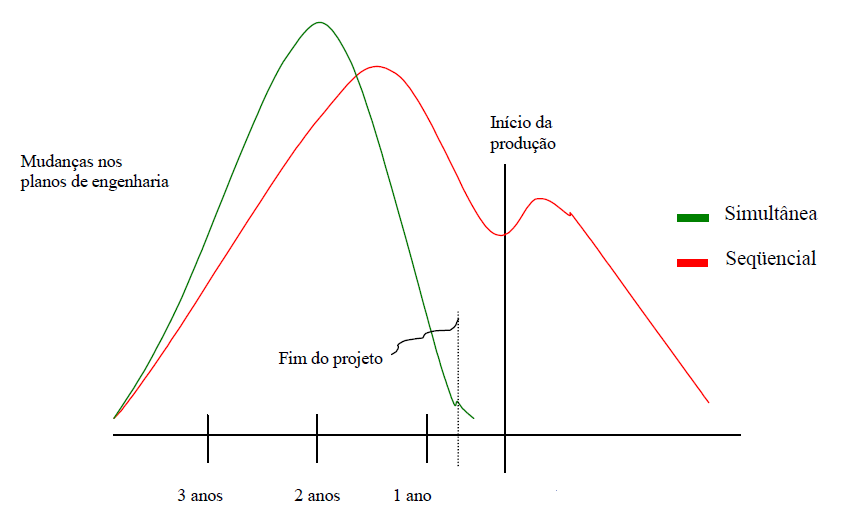 Início da
produção
Mudanças nos
planos de engenharia
Simultânea
Seqüencial
Fim do projeto
3 anos
2 anos
1 ano